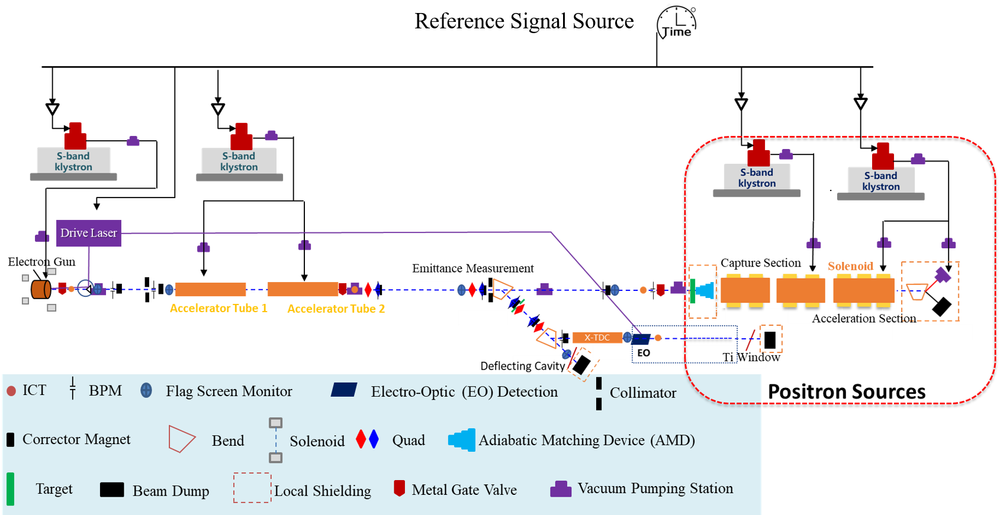 Reference Signal Source
Time
S-band
klystron
S-band
klystron
S-band
klystron
S-band
klystron
Drive Laser
Electron Gun
Emittance Measurement
Capture Section
Solenoid
Accelerator Tube 1
Accelerator Tube 2
Acceleration Section
X-TDC
EO
Ti Window
Deflecting Cavity
Positron Sources
ICT
BPM
Flag Screen Monitor
Electro-Optic (EO) Detection
Collimator
Corrector Magnet
Bend
Solenoid
Quad
Adiabatic Matching Device (AMD)
Target
Beam Dump
Local Shielding
Metal Gate Valve
Vacuum Pumping Station